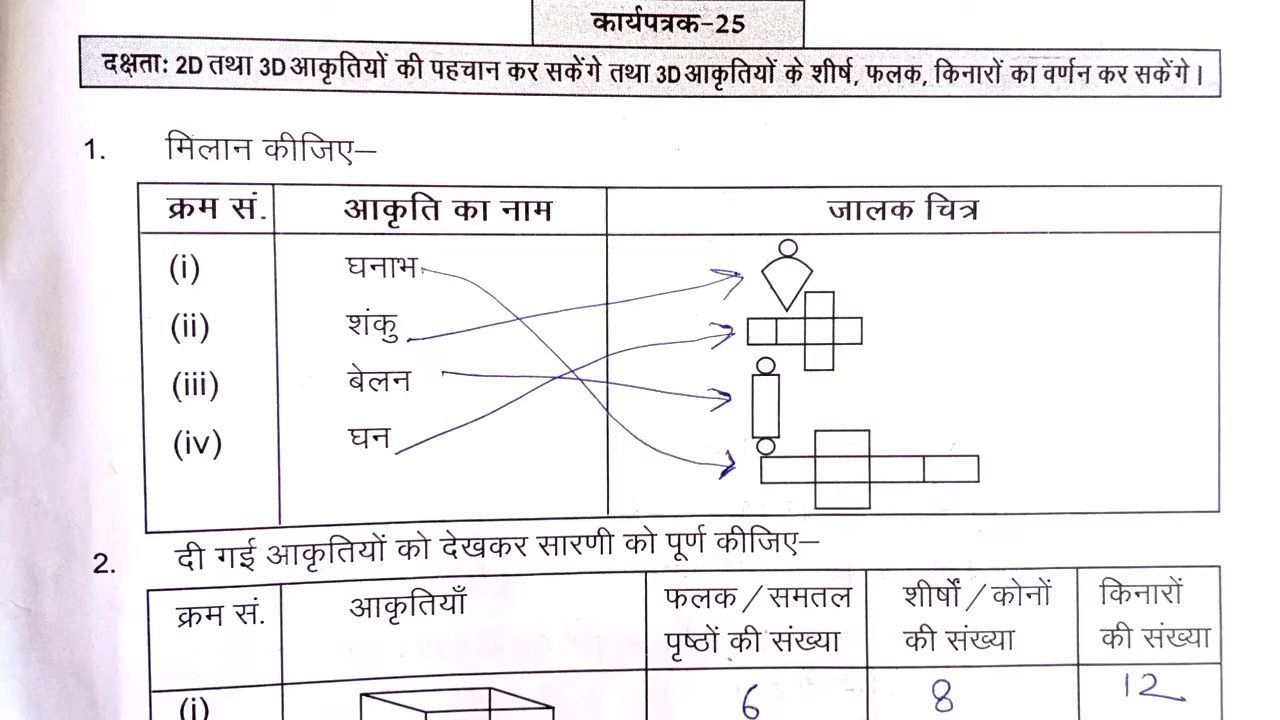 कार्यपत्रक-25
दक्षता: 2D तथा 3D आकृतियों की पहचान कर सकेंगे तथा 3D आकृतियों के शीर्ष, फलक, किनारों का वर्णन कर सकेंगे।
1. मिलान कीजिए–
क्रम सं. आकृति का नाम जालक चित्र
(i) घनाभ
(ii) शंकु
(iii) बेलन
(iv) घन
2. दी गई आकृतियों को देखकर सारणी को पूर्ण कीजिए–
क्रम सं. आकृतियाँ फलक/समतल पृष्ठों की संख्या शीर्षों/कोनों की संख्या किनारों की संख्या
(i) 6 8 12